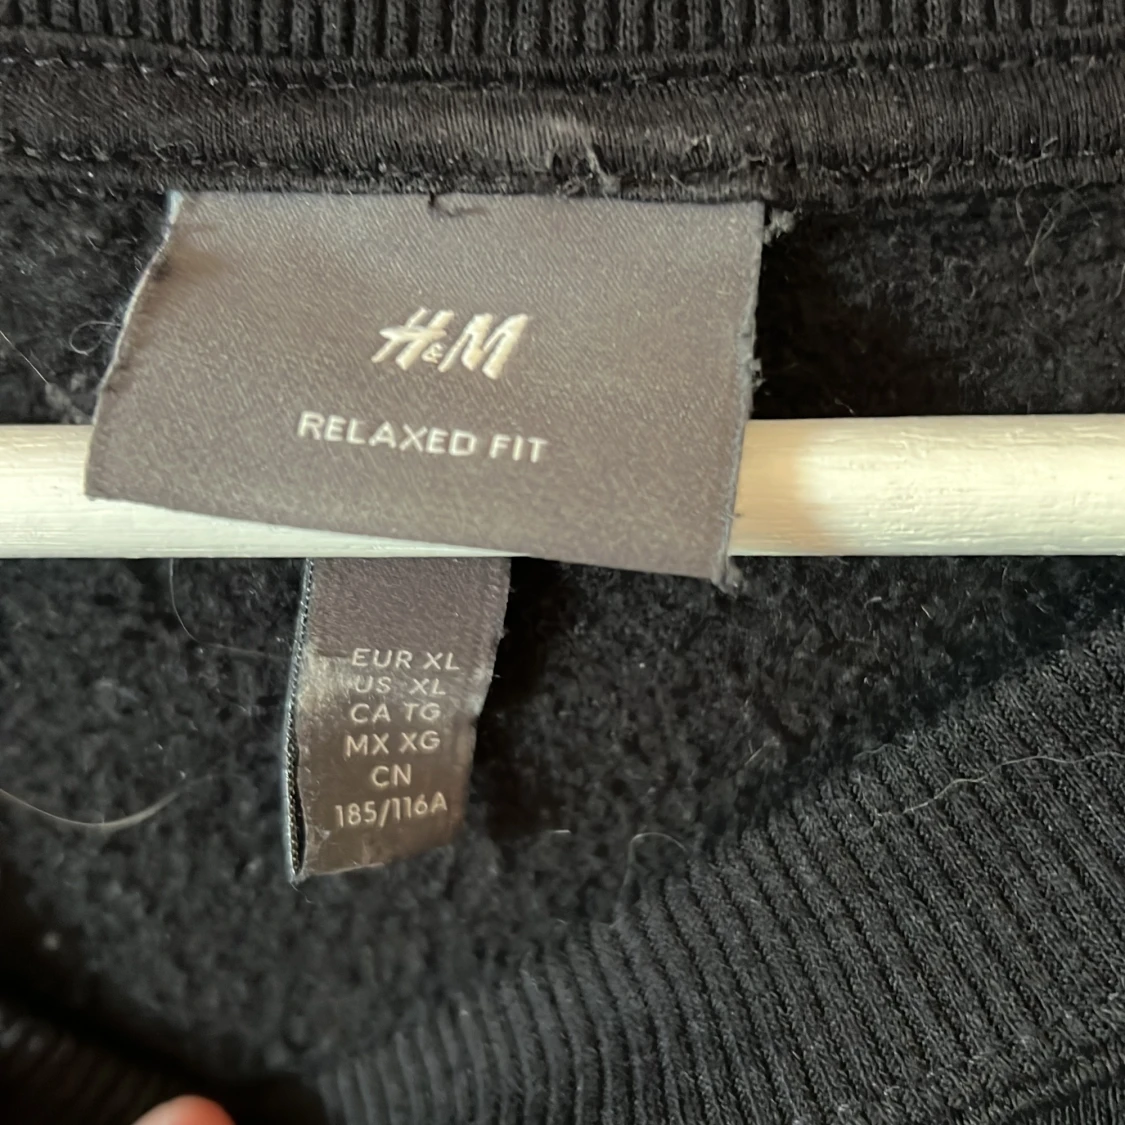 H&M
RELAXED FIT
EUR XL
US XL
CA TG
MX XG
CN
185/116A